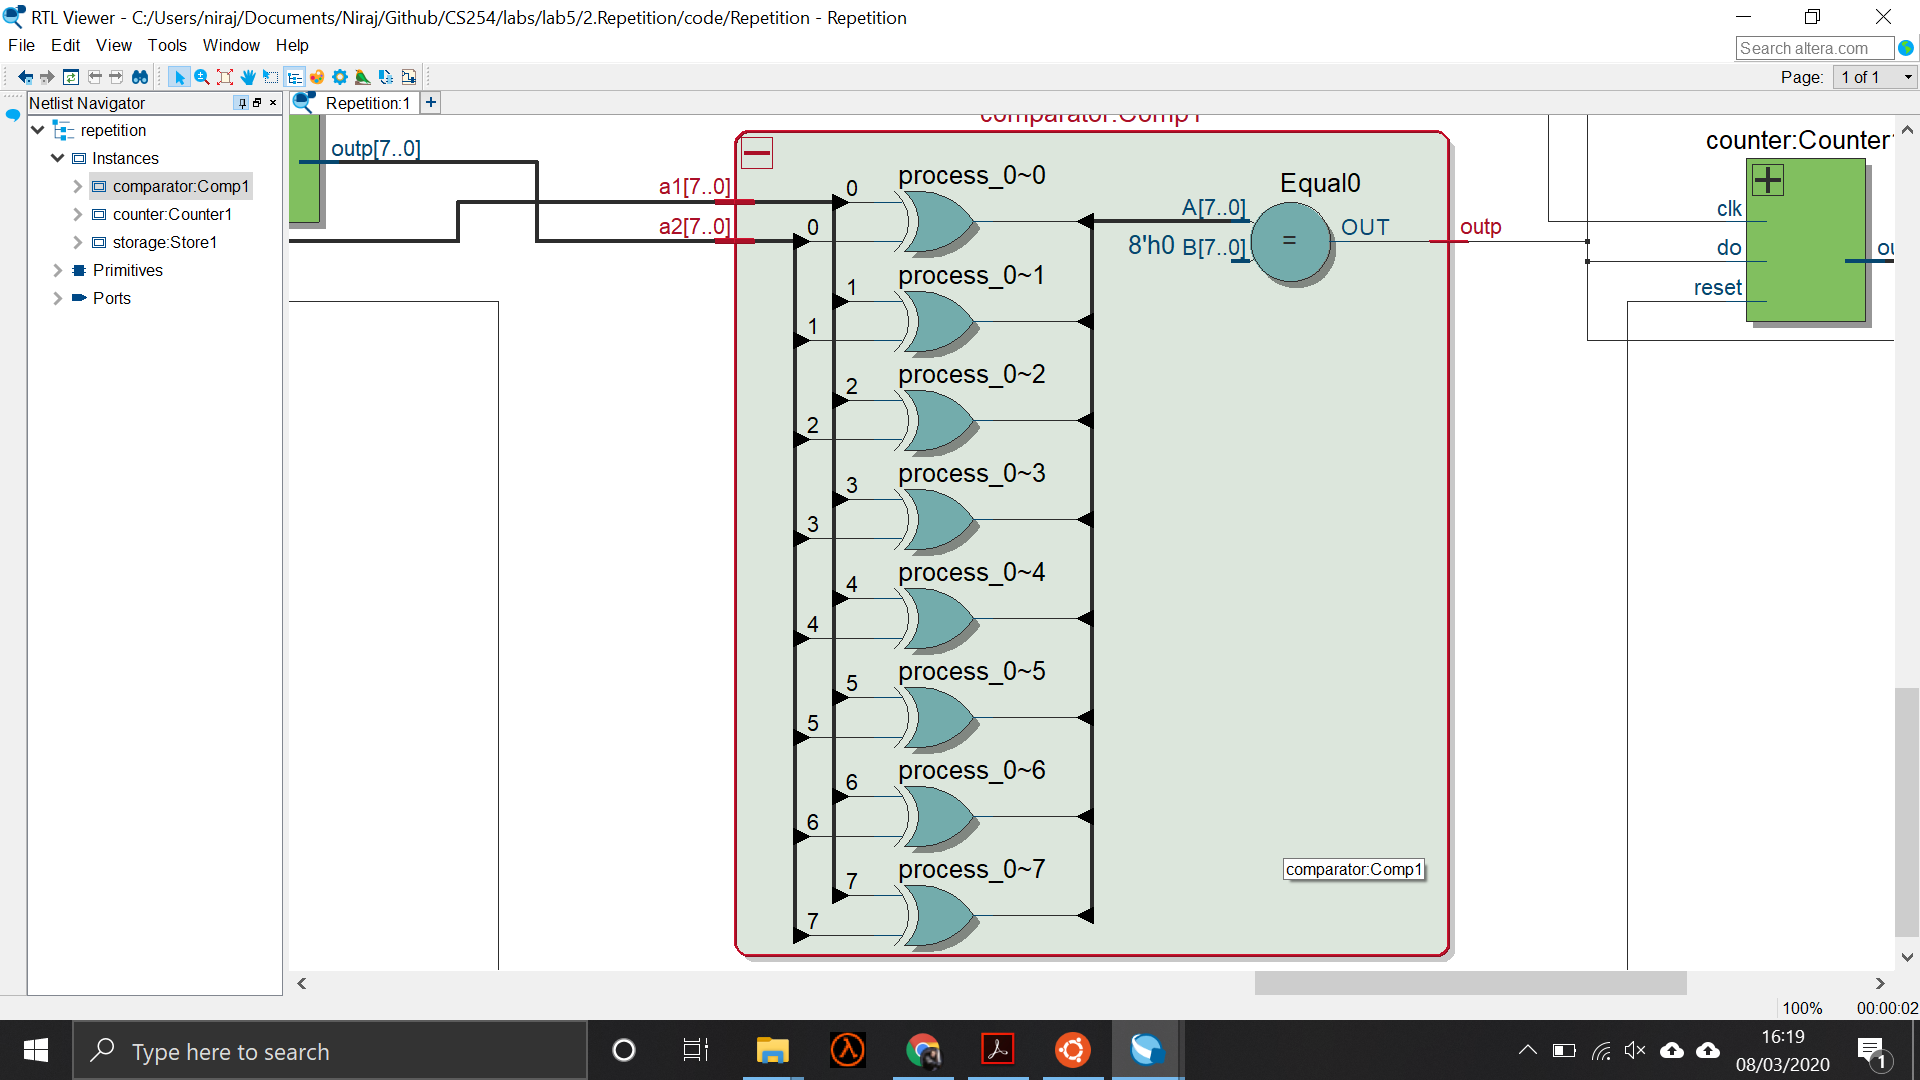 RTL Viewer - C:/Users/niraj/Documents/Niraj/Github/CS254/labs/lab5/2.Repetition/code/Repetition - Repetition
File Edit View Tools Window Help
Search altera.com
Page: 1 of 1
Netlist Navigator
Repetition:1
repetition
Instances
comparator:Comp1
counter:Counter1
storage:Store1
Primitives
Ports
comparator:Comp1
outp[7..0]
a1[7..0]
a2[7..0]
0
0
process_0~0
1
1
process_0~1
2
2
process_0~2
3
3
process_0~3
4
4
process_0~4
5
5
process_0~5
6
6
process_0~6
7
7
process_0~7
Equal0
A[7..0]
8'h0 B[7..0]
=
OUT
outp
comparator:Comp1
counter:Counter
clk
do
reset
ou
100% 00:00:02
Type here to search
16:19
08/03/2020
1